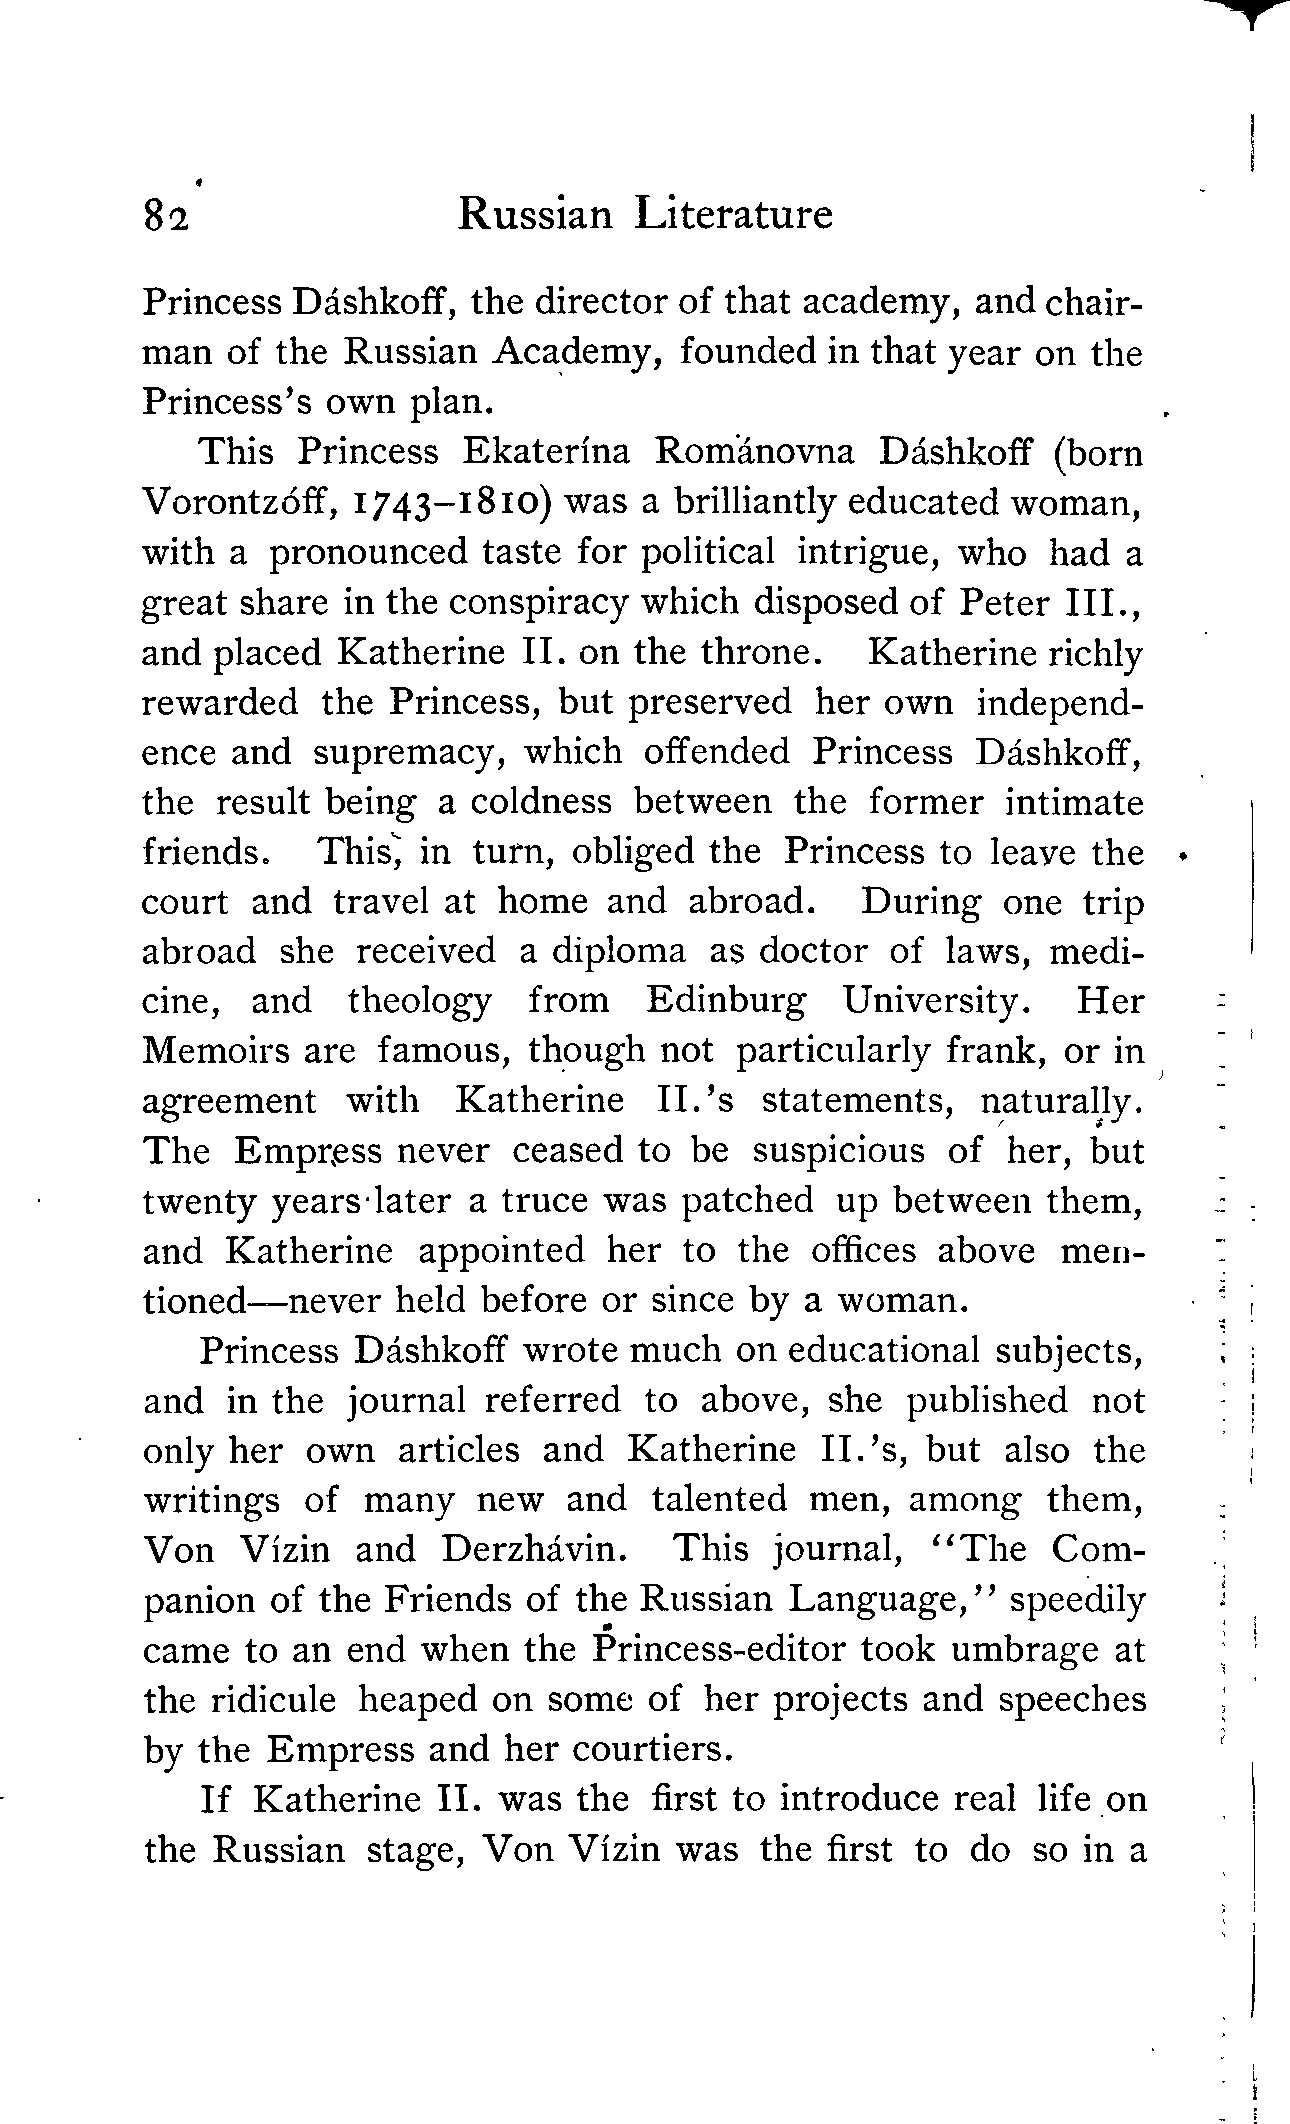 82 Russian Literature
Princess Dáshkoff, the director of that academy, and chair-
man of the Russian Academy, founded in that year on the
Princess's own plan.
This Princess Ekaterína Románovna Dáshkoff (born
Vorontzóff, 1743–1810) was a brilliantly educated woman,
with a pronounced taste for political intrigue, who had a
great share in the conspiracy which disposed of Peter III.,
and placed Katherine II. on the throne. Katherine richly
rewarded the Princess, but preserved her own independ-
ence and supremacy, which offended Princess Dáshkoff,
the result being a coldness between the former intimate
friends. This, in turn, obliged the Princess to leave the
court and travel at home and abroad. During one trip
abroad she received a diploma as doctor of laws, medi-
cine, and theology from Edinburg University. Her
Memoirs are famous, though not particularly frank, or in
agreement with Katherine II.'s statements, naturally.
The Empress never ceased to be suspicious of her, but
twenty years later a truce was patched up between them,
and Katherine appointed her to the offices above men-
tioned—never held before or since by a woman.
Princess Dáshkoff wrote much on educational subjects,
and in the journal referred to above, she published not
only her own articles and Katherine II.'s, but also the
writings of many new and talented men, among them,
Von Vízin and Derzhávin. This journal, "The Com-
panion of the Friends of the Russian Language," speedily
came to an end when the Princess-editor took umbrage at
the ridicule heaped on some of her projects and speeches
by the Empress and her courtiers.
If Katherine II. was the first to introduce real life on
the Russian stage, Von Vízin was the first to do so in a